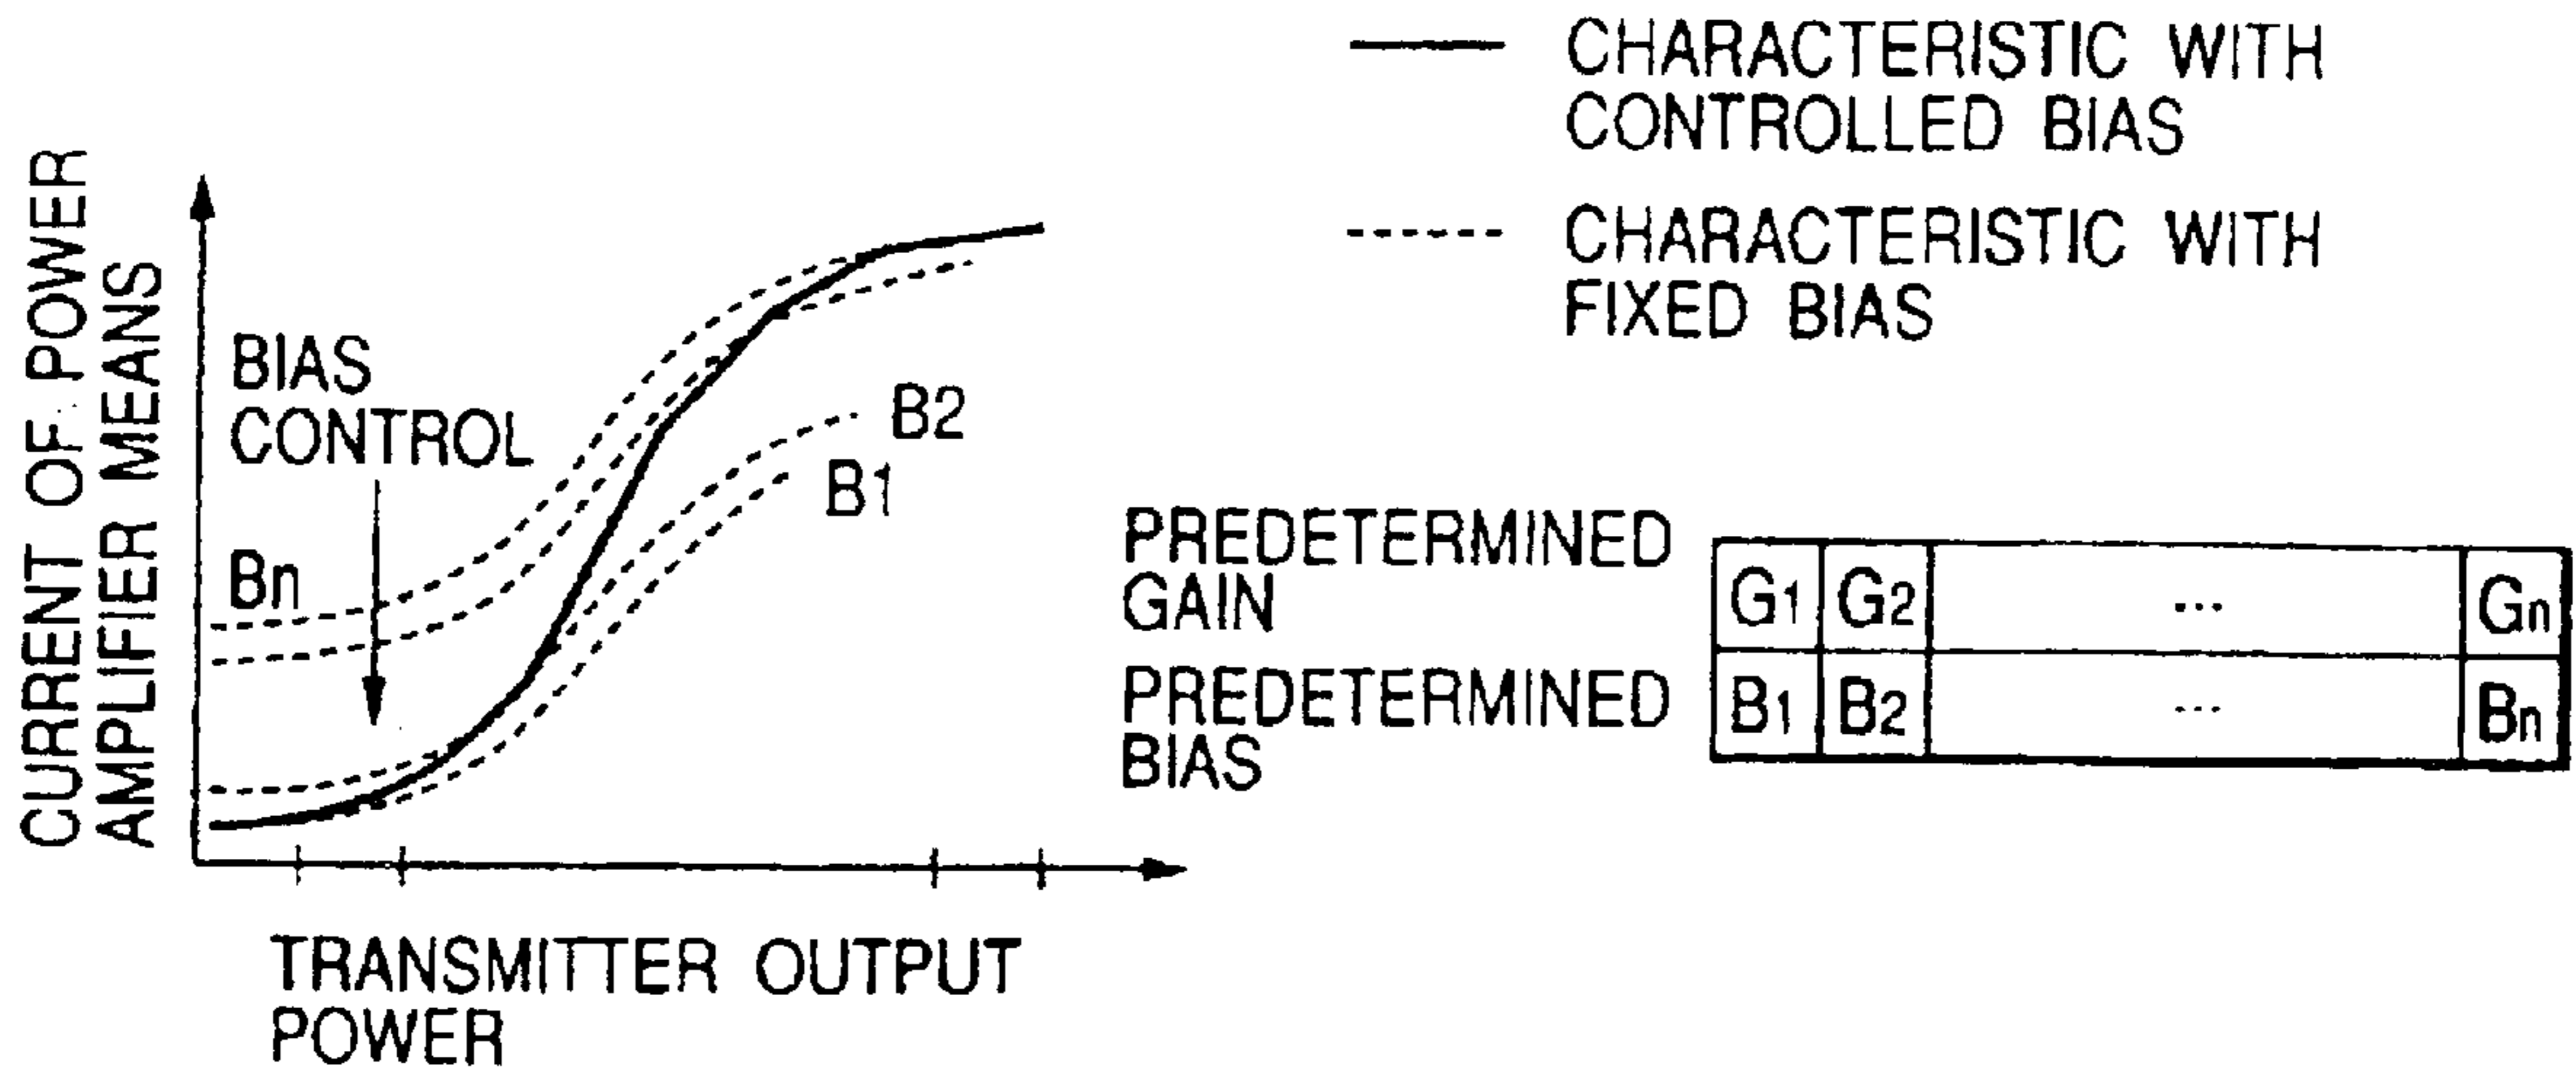 CHARACTERISTIC WITH
CONTROLLED BIAS
CHARACTERISTIC WITH
FIXED BIAS
CURRENT OF POWER
AMPLIFIER MEANS
BIAS
CONTROL
B2
B1
Bn
PREDETERMINED
GAIN
G1 G2 ... Gn
PREDETERMINED
BIAS
B1 B2 ... Bn
TRANSMITTER OUTPUT
POWER